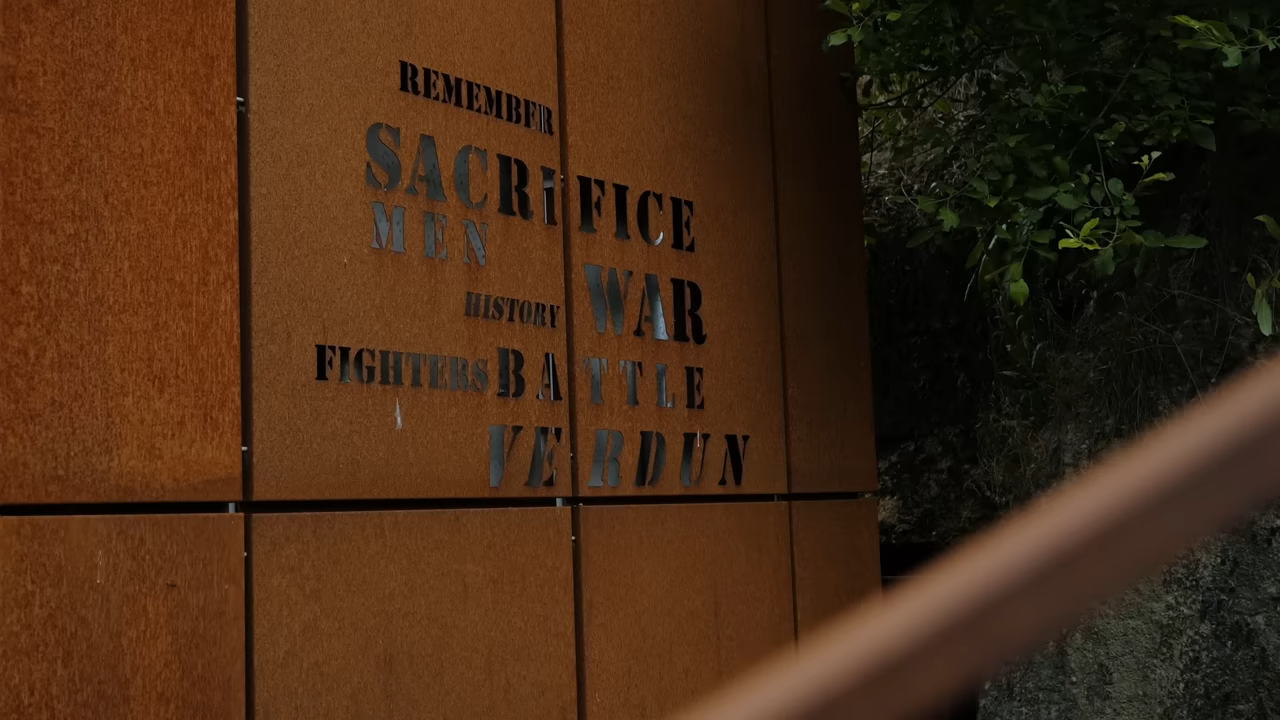 REMEMBER
SACRIFICE
MEN
WAR
HISTORY
FIGHTERS BATTLE
VERDUN